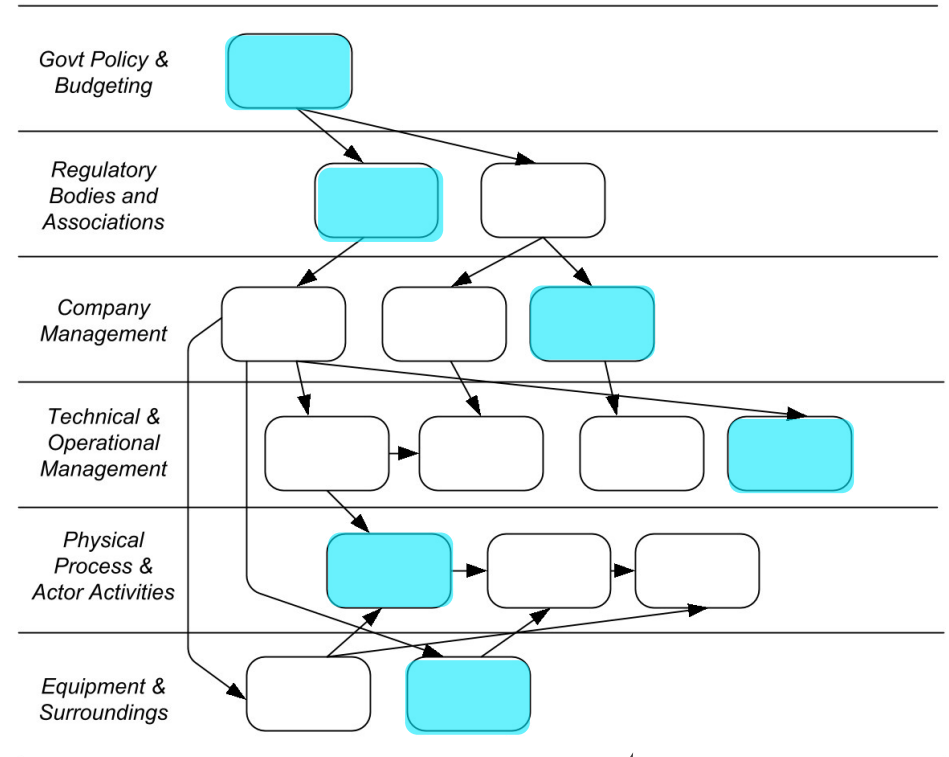 Govt Policy &
Budgeting
Regulatory
Bodies and
Associations
Company
Management
Technical &
Operational
Management
Physical
Process &
Actor Activities
Equipment &
Surroundings